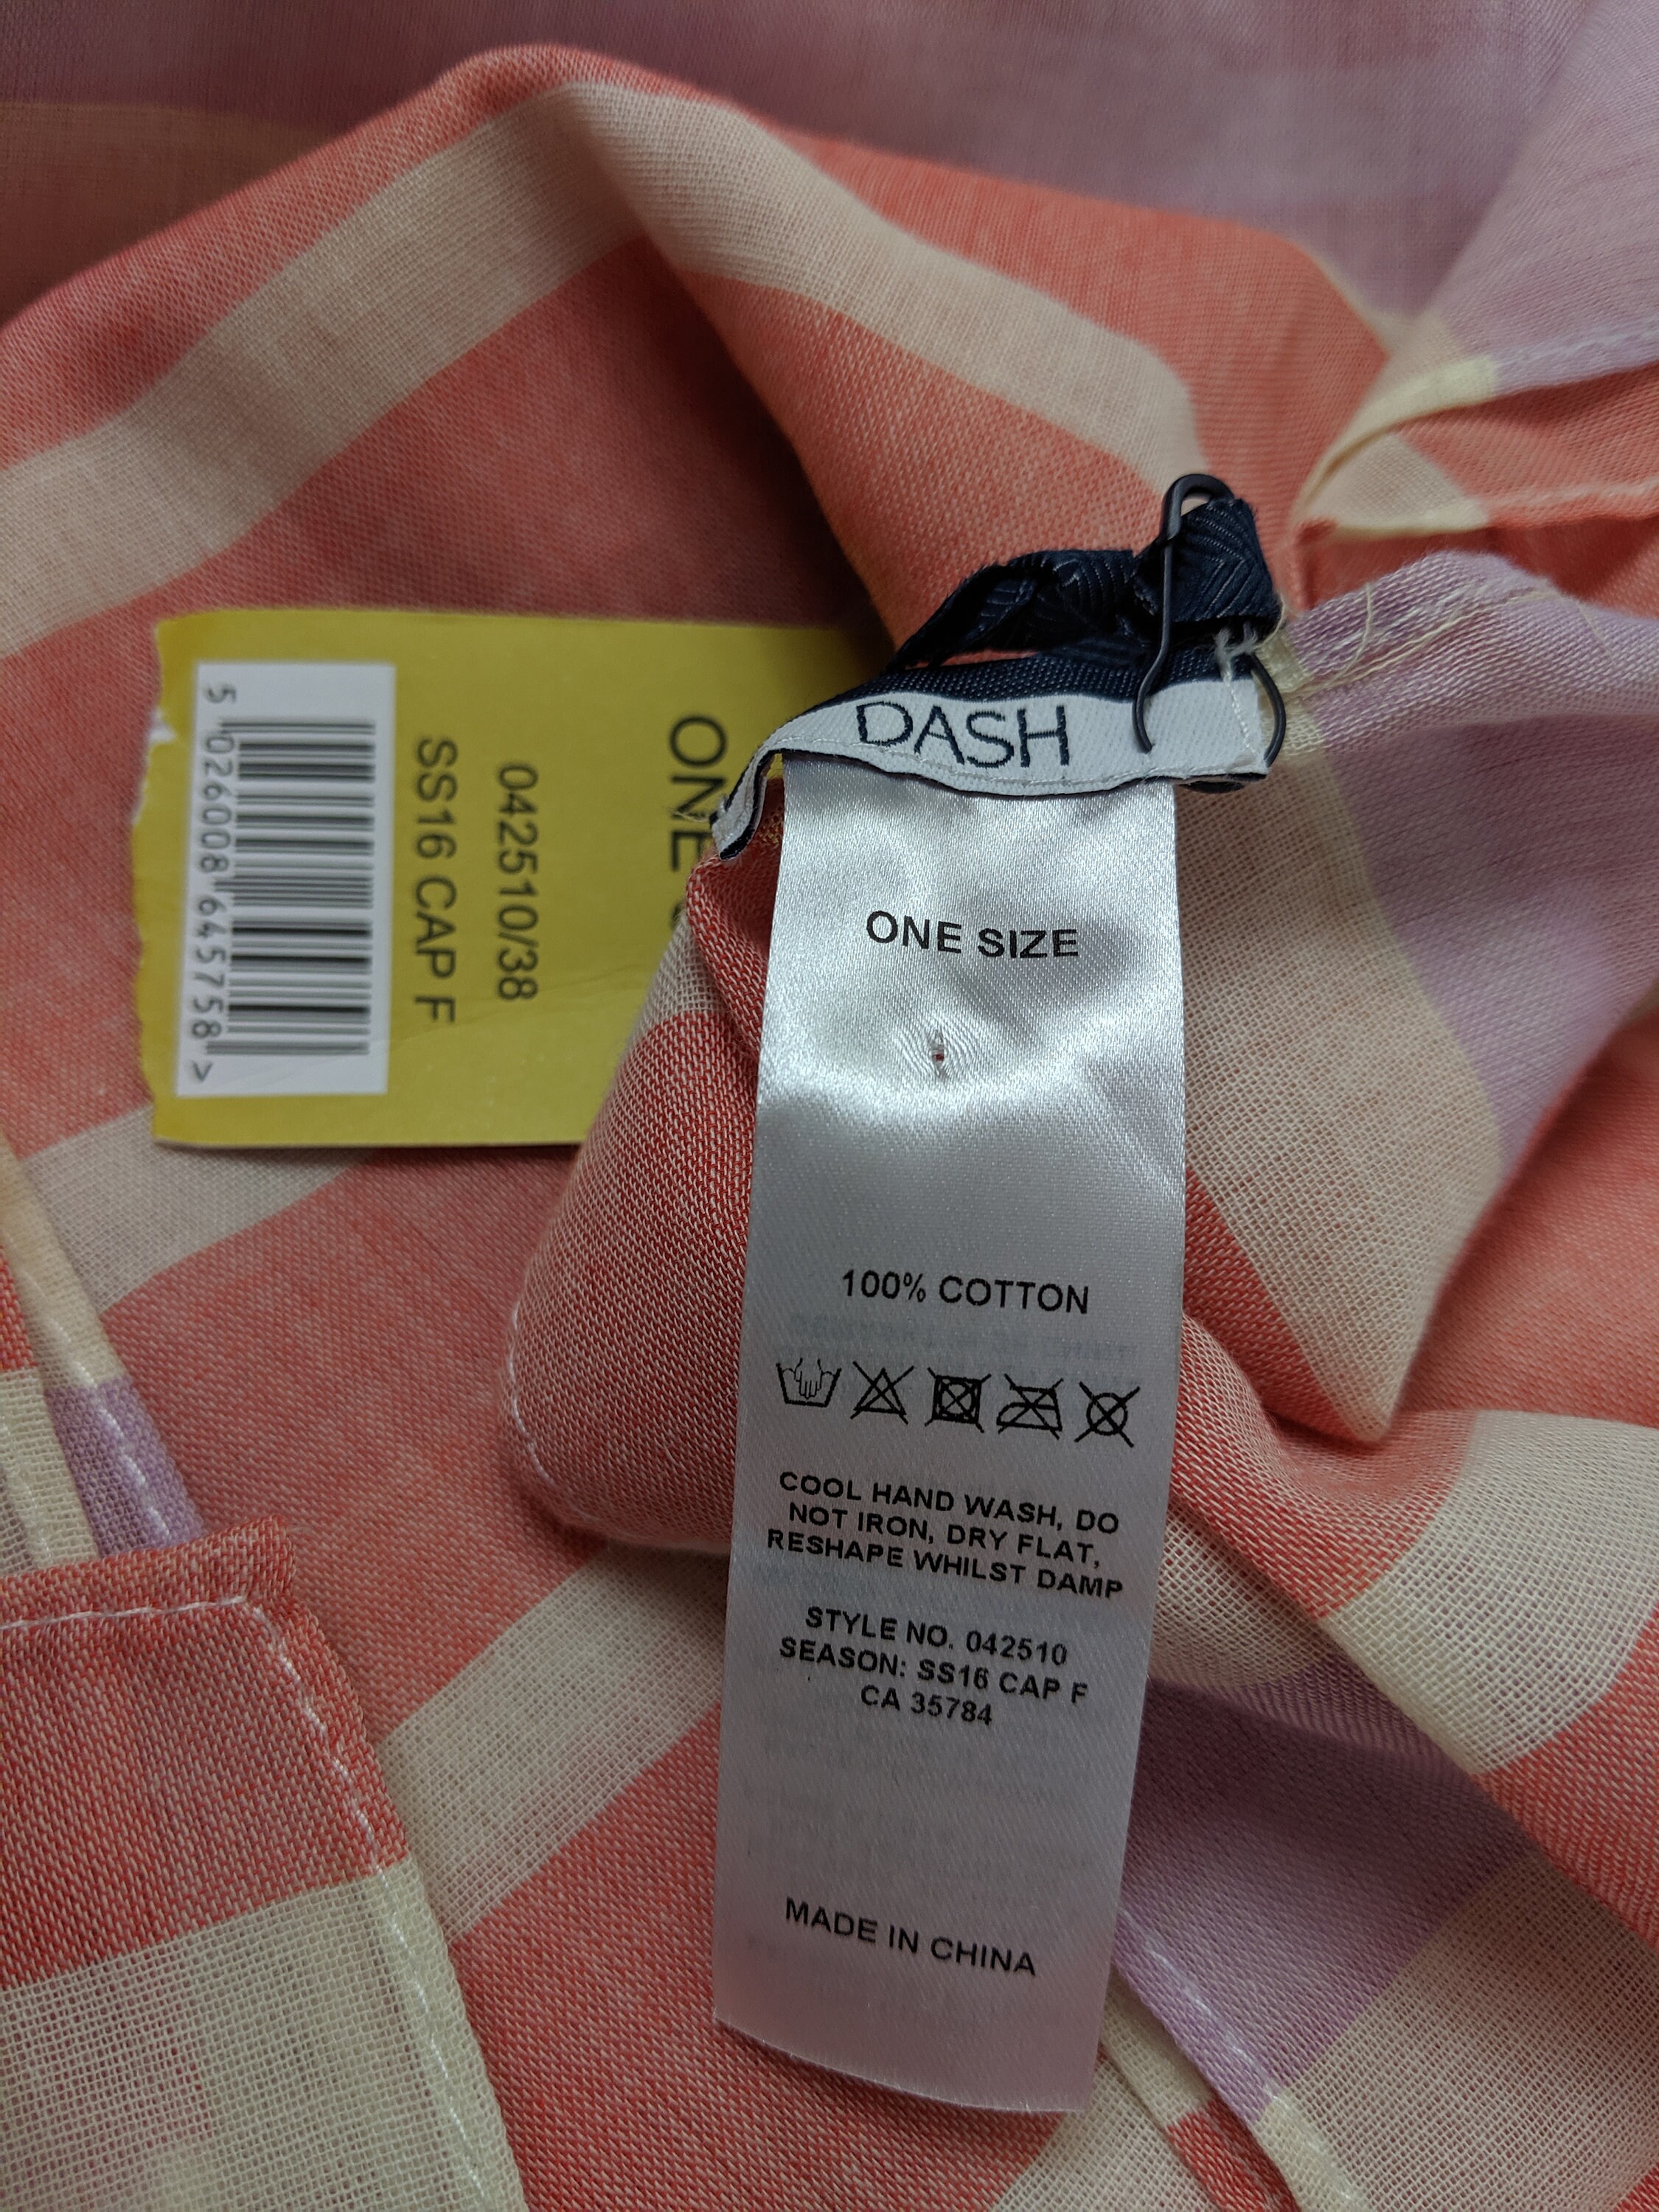 DASH
ONE SIZE
100% COTTON
COOL HAND WASH, DO
NOT IRON, DRY FLAT,
RESHAPE WHILST DAMP
STYLE NO. 042510
SEASON: SS16 CAP F
CA 35784
MADE IN CHINA
ONE
042510/38
SS16 CAP F
5 026008 645758 >